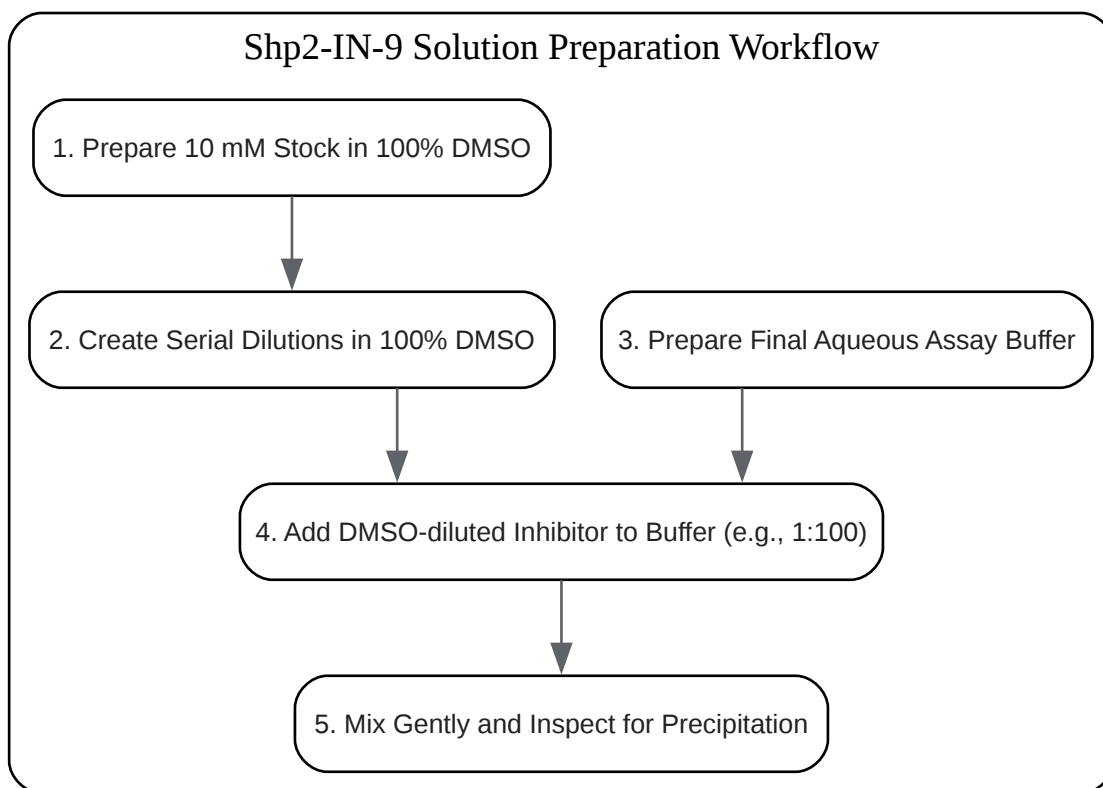 Shp2-IN-9 Solution Preparation Workflow
1. Prepare 10 mM Stock in 100% DMSO
2. Create Serial Dilutions in 100% DMSO
3. Prepare Final Aqueous Assay Buffer
4. Add DMSO-diluted Inhibitor to Buffer (e.g., 1:100)
5. Mix Gently and Inspect for Precipitation